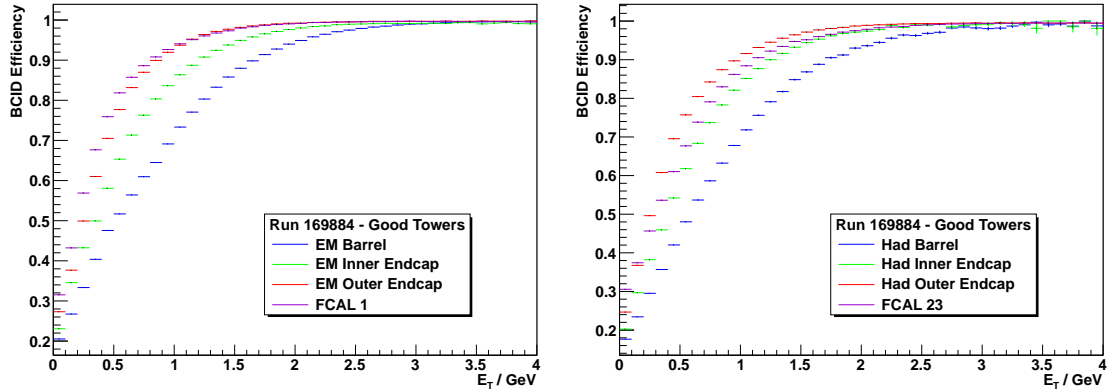 BCID Efficiency
1
0.9
0.8
0.7
0.6
0.5
0.4
0.3
0.2
Run 169884 - Good Towers
EM Barrel
EM Inner Endcap
EM Outer Endcap
FCAL 1
0 0.5 1 1.5 2 2.5 3 3.5 4
E_T / GeV
BCID Efficiency
1
0.9
0.8
0.7
0.6
0.5
0.4
0.3
0.2
Run 169884 - Good Towers
Had Barrel
Had Inner Endcap
Had Outer Endcap
FCAL 23
0 0.5 1 1.5 2 2.5 3 3.5 4
E_T / GeV